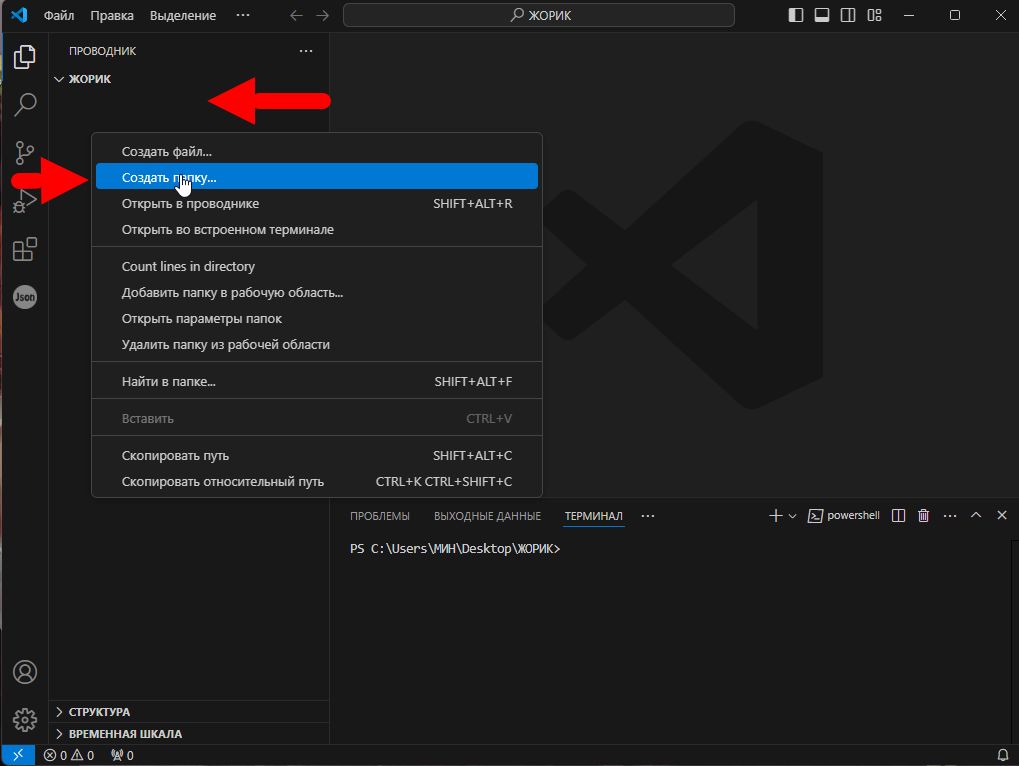 Файл Правка Выделение ··· ЖОРИК
ПРОВОДНИК ···
ЖОРИК
Создать файл...
Создать папку...
Открыть в проводнике SHIFT+ALT+R
Открыть во встроенном терминале
Count lines in directory
Добавить папку в рабочую область...
Открыть параметры папок
Удалить папку из рабочей области
Найти в папке... SHIFT+ALT+F
Вставить CTRL+V
Скопировать путь SHIFT+ALT+C
Скопировать относительный путь CTRL+K CTRL+SHIFT+C
Json
ПРОБЛЕМЫ ВЫХОДНЫЕ ДАННЫЕ ТЕРМИНАЛ ··· powershell ···
PS C:\Users\МИН\Desktop\ЖОРИК>
СТРУКТУРА
ВРЕМЕННАЯ ШКАЛА
0 0 0